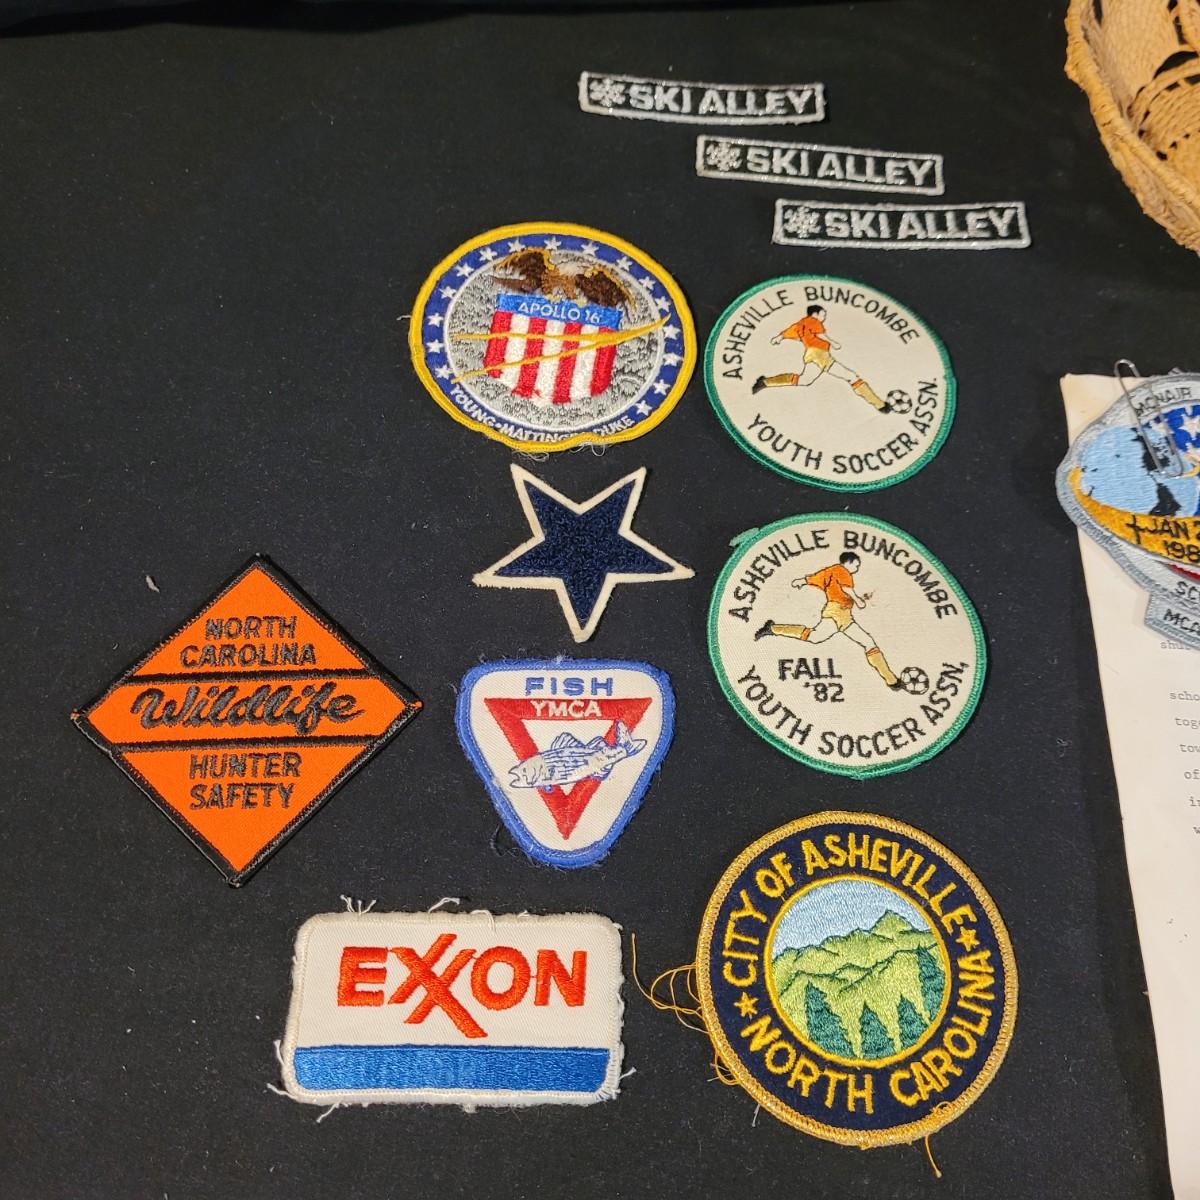 SKI ALLEY
SKI ALLEY
SKI ALLEY
APOLLO 16
YOUNG • MATTINGLY • DUKE
ASHEVILLE BUNCOMBE
YOUTH SOCCER ASSN.
ASHEVILLE BUNCOMBE
FALL
'82
YOUTH SOCCER ASSN.
NORTH
CAROLINA
Wildlife
HUNTER
SAFETY
FISH
YMCA
EXXON
CITY OF ASHEVILLE
NORTH CAROLINA
MCNAIR
JAN
198